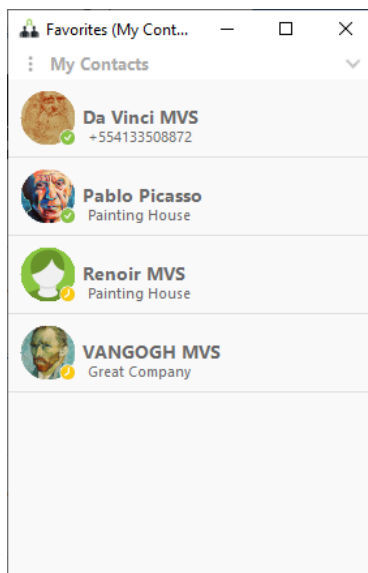 Favorites (My Cont...
My Contacts
Da Vinci MVS
+554133508872
Pablo Picasso
Painting House
Renoir MVS
Painting House
VANGOGH MVS
Great Company